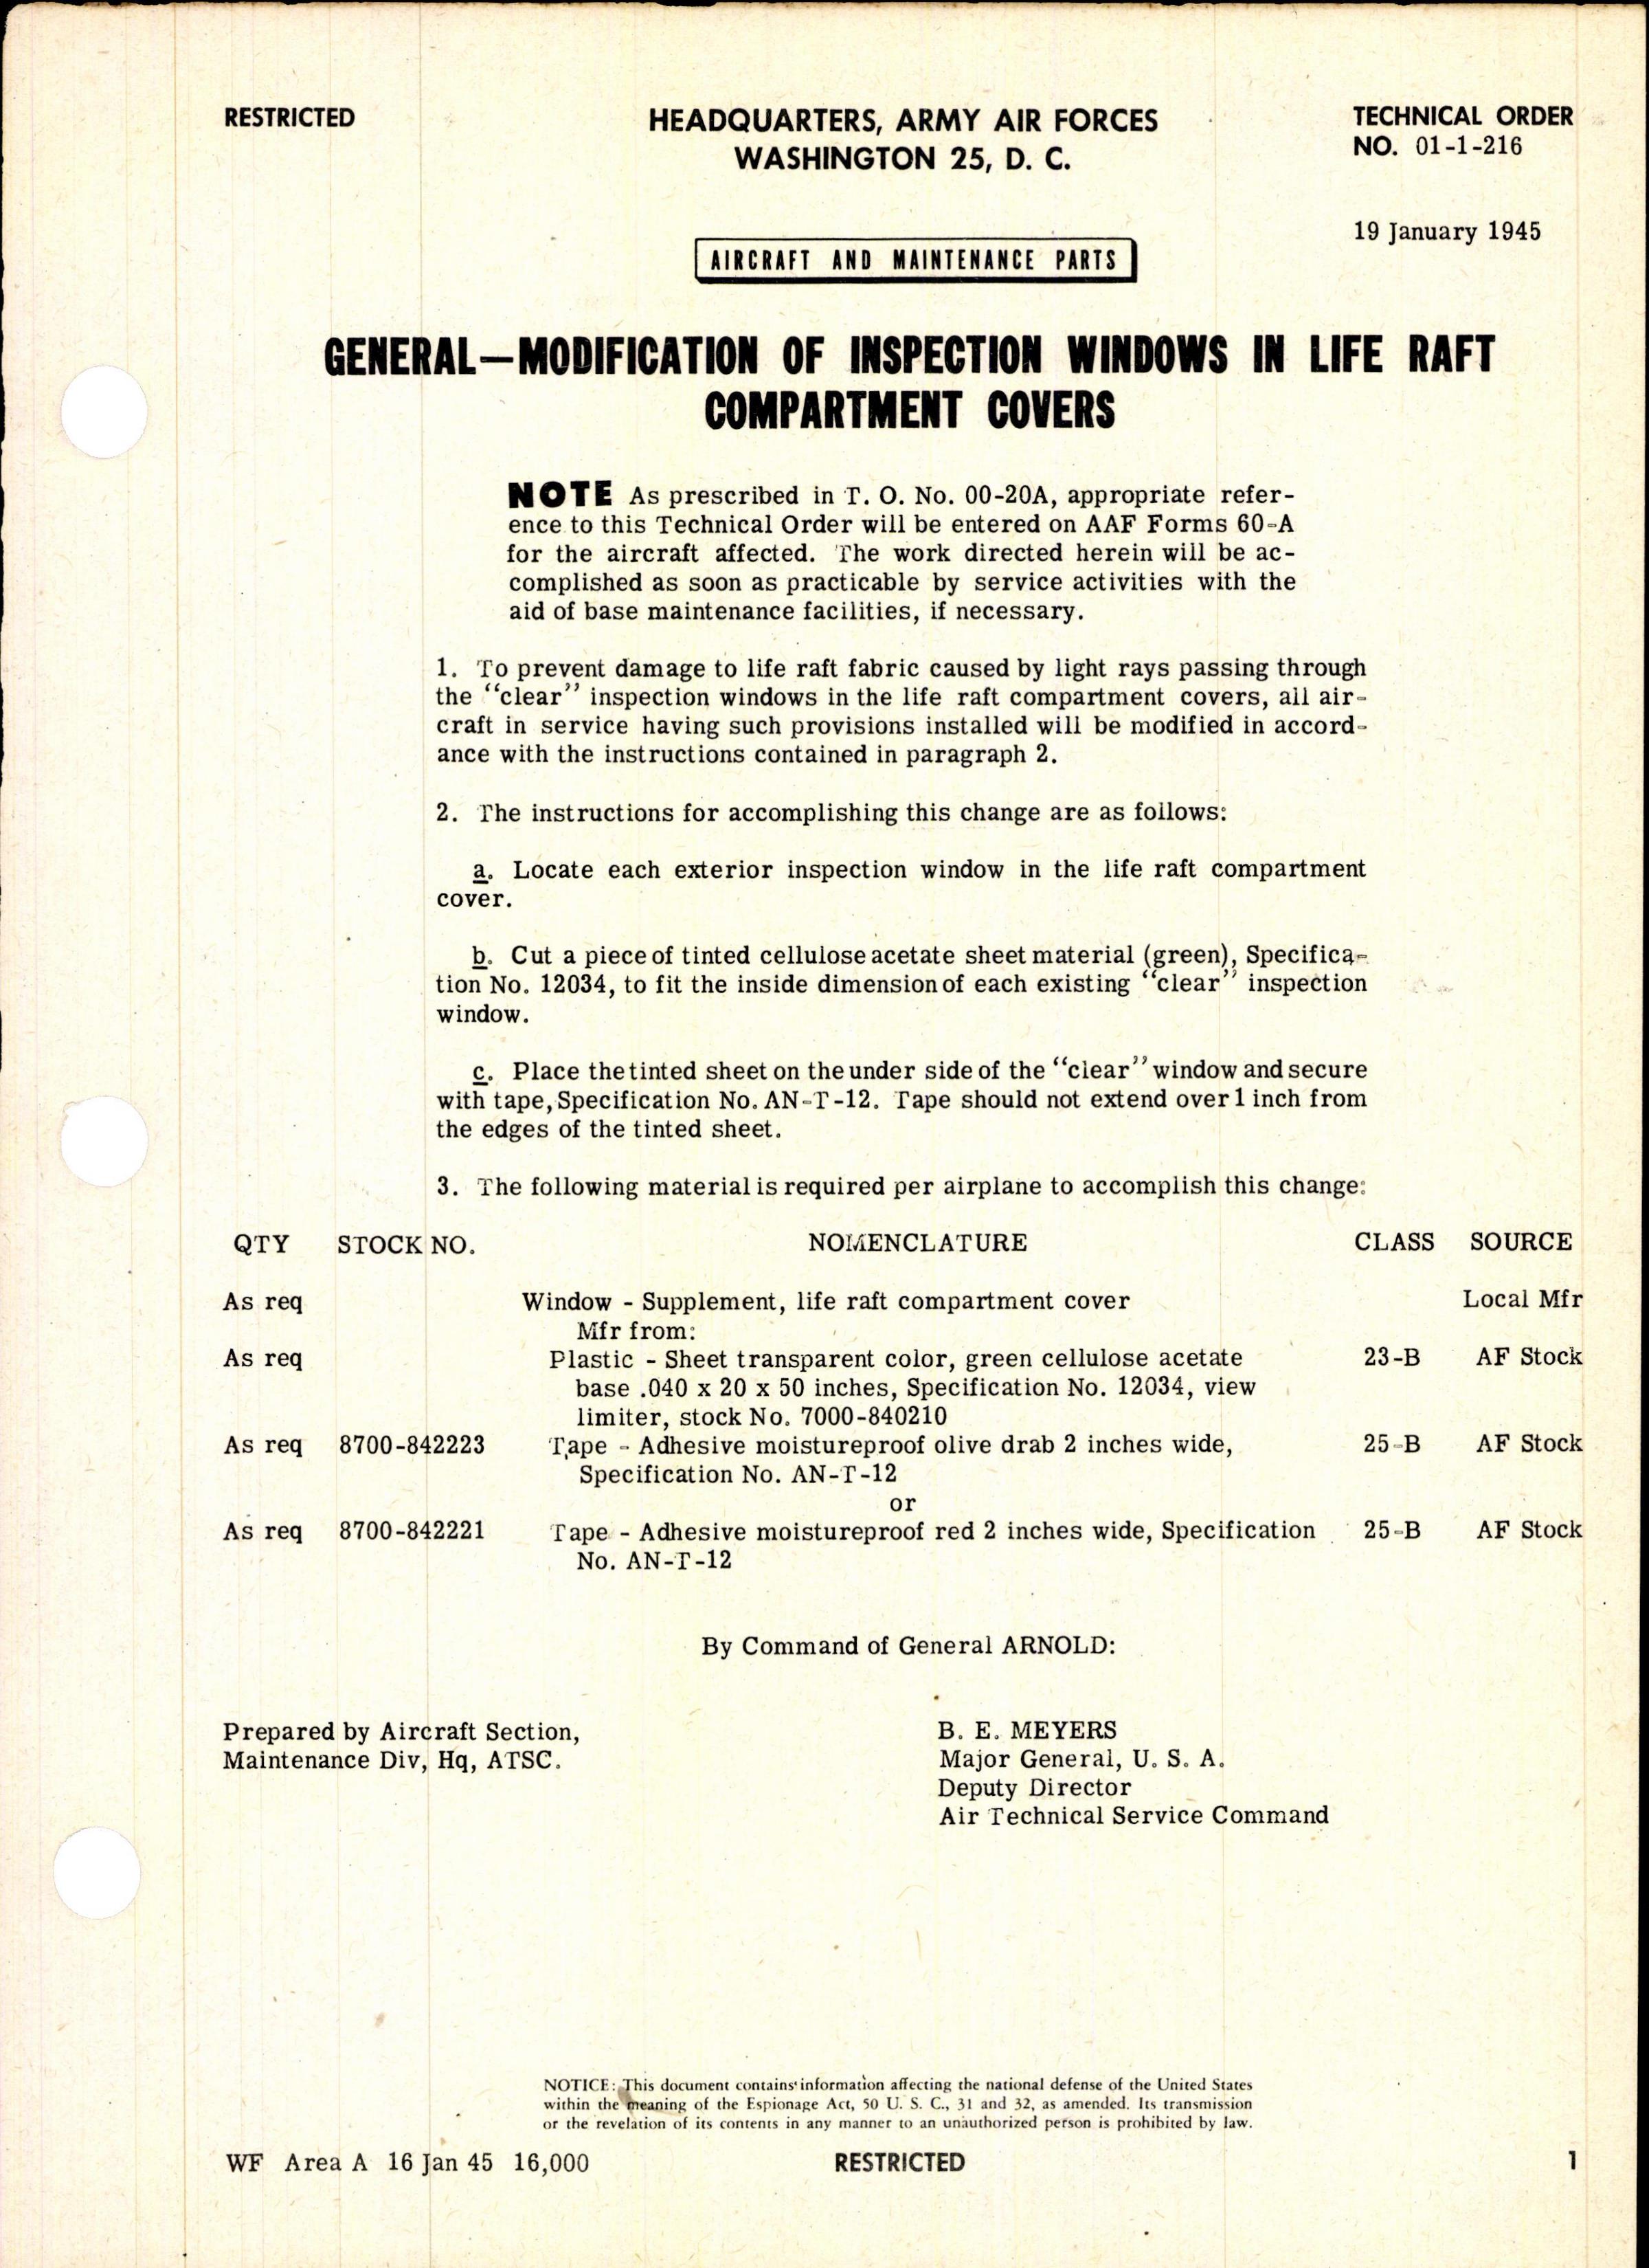 RESTRICTED
HEADQUARTERS, ARMY AIR FORCES
WASHINGTON 25, D. C.
TECHNICAL ORDER
NO. 01-1-216
19 January 1945
AIRCRAFT AND MAINTENANCE PARTS
GENERAL—MODIFICATION OF INSPECTION WINDOWS IN LIFE RAFT
COMPARTMENT COVERS
NOTE As prescribed in T. O. No. 00-20A, appropriate refer-
ence to this Technical Order will be entered on AAF Forms 60-A
for the aircraft affected. The work directed herein will be ac-
complished as soon as practicable by service activities with the
aid of base maintenance facilities, if necessary.
1. To prevent damage to life raft fabric caused by light rays passing through
the "clear" inspection windows in the life raft compartment covers, all air-
craft in service having such provisions installed will be modified in accord-
ance with the instructions contained in paragraph 2.
2. The instructions for accomplishing this change are as follows:
a. Locate each exterior inspection window in the life raft compartment
cover.
b. Cut a piece of tinted cellulose acetate sheet material (green), Specifica-
tion No. 12034, to fit the inside dimension of each existing "clear" inspection
window.
c. Place the tinted sheet on the under side of the "clear" window and secure
with tape, Specification No. AN-T-12. Tape should not extend over 1 inch from
the edges of the tinted sheet.
3. The following material is required per airplane to accomplish this change:
QTY STOCK NO. NOMENCLATURE CLASS SOURCE
As req Window - Supplement, life raft compartment cover Local Mfr
Mfr from:
As req Plastic - Sheet transparent color, green cellulose acetate 23-B AF Stock
base .040 x 20 x 50 inches, Specification No. 12034, view
limiter, stock No. 7000-840210
As req 8700-842223 Tape - Adhesive moistureproof olive drab 2 inches wide, 25-B AF Stock
Specification No. AN-T-12
or
As req 8700-842221 Tape - Adhesive moistureproof red 2 inches wide, Specification 25-B AF Stock
No. AN-T-12
By Command of General ARNOLD:
Prepared by Aircraft Section,
Maintenance Div, Hq, ATSC.
B. E. MEYERS
Major General, U. S. A.
Deputy Director
Air Technical Service Command
NOTICE: This document contains information affecting the national defense of the United States
within the meaning of the Espionage Act, 50 U. S. C., 31 and 32, as amended. Its transmission
or the revelation of its contents in any manner to an unauthorized person is prohibited by law.
WF Area A 16 Jan 45 16,000
RESTRICTED
1